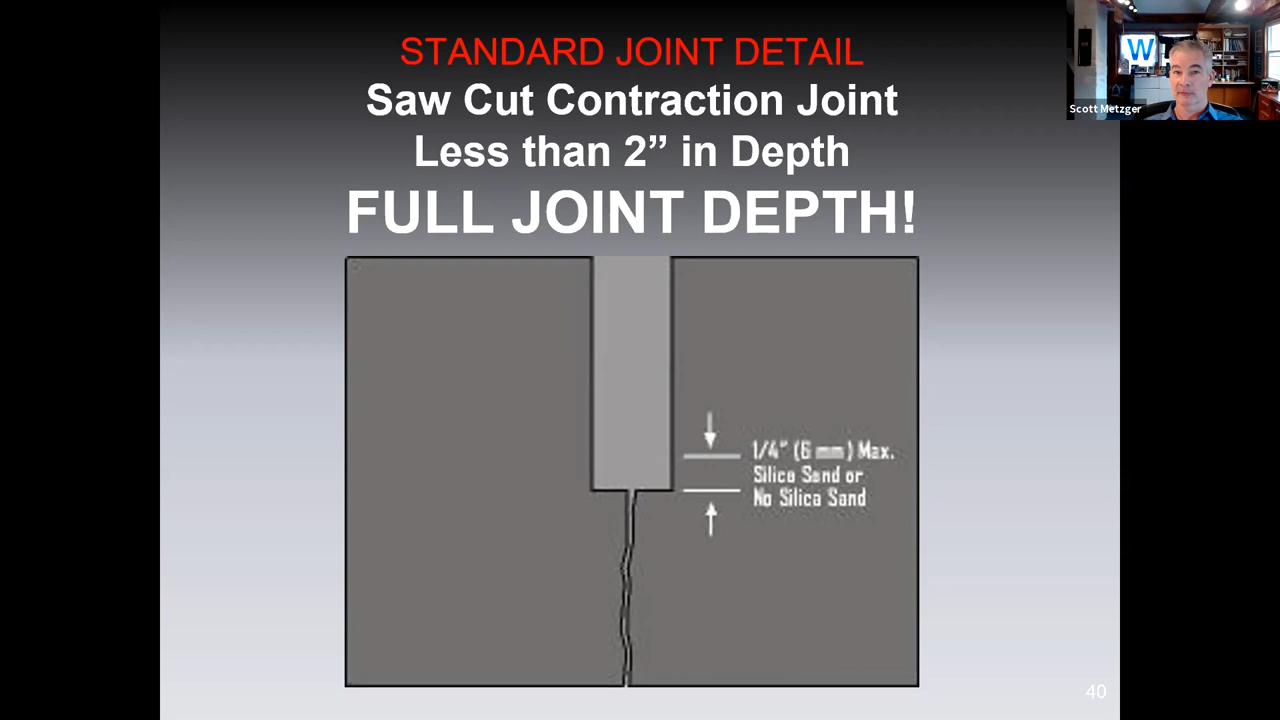 STANDARD JOINT DETAIL
Saw Cut Contraction Joint
Less than 2” in Depth
FULL JOINT DEPTH!
1/4" (6 mm) Max.
Silica Sand or
No Silica Sand
40
W
Scott Metzger